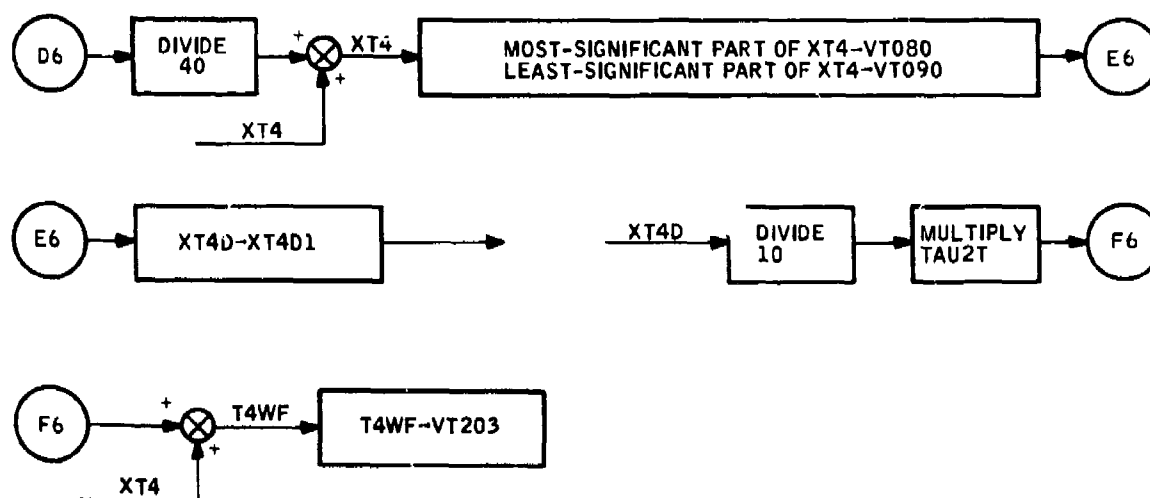 D6
DIVIDE
40
+
XT4
+
XT4
MOST-SIGNIFICANT PART OF XT4→VT080
LEAST-SIGNIFICANT PART OF XT4→VT090
E6
E6
XT4D→XT4D1
XT4D
DIVIDE
10
MULTIPLY
TAU2T
F6
F6
+
T4WF
+
XT4
T4WF→VT203